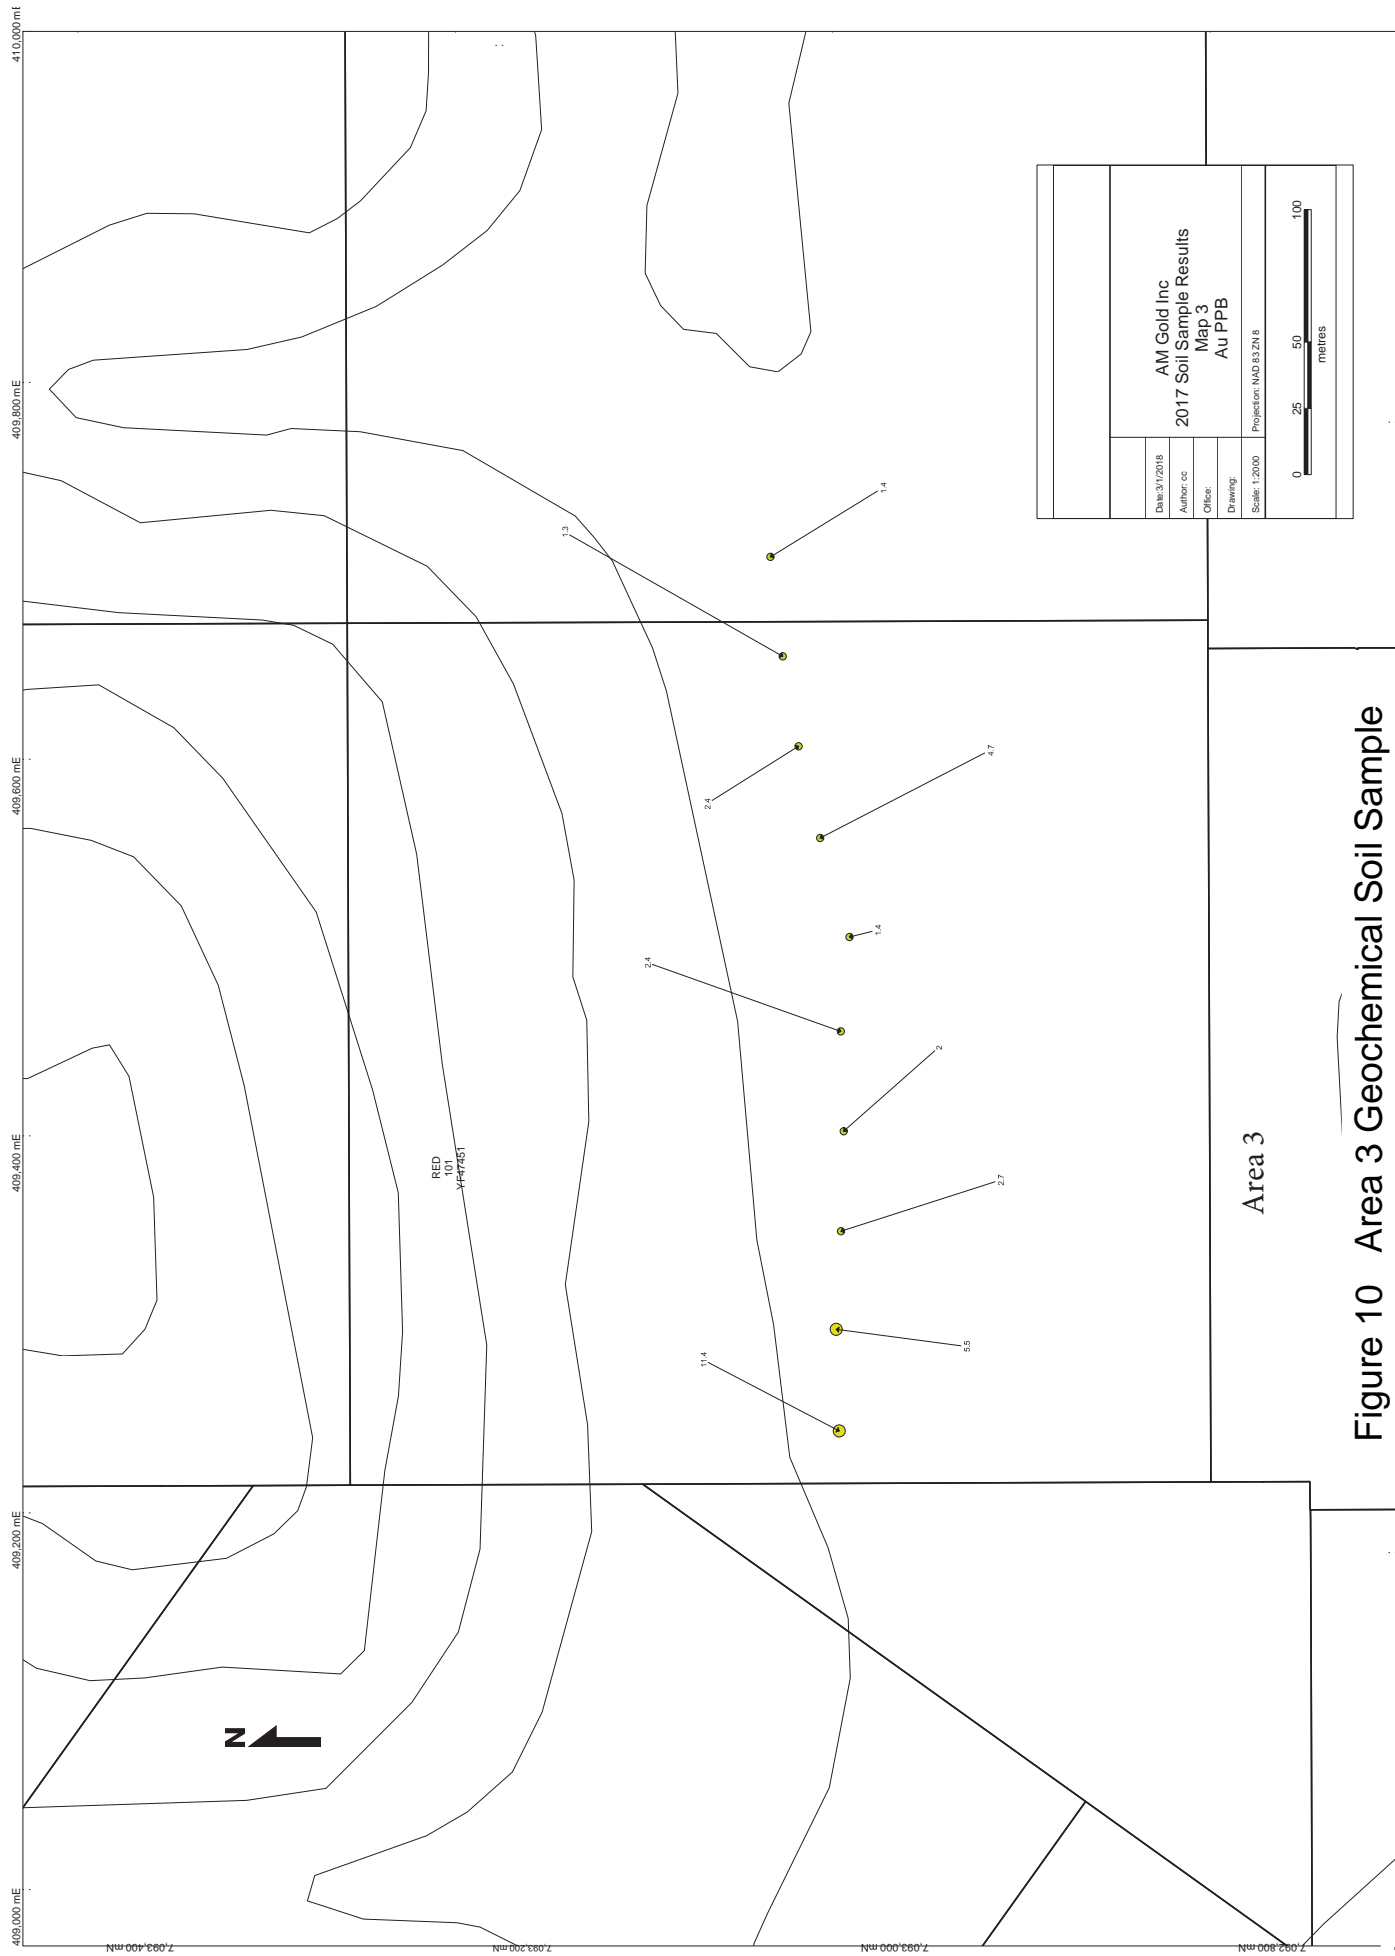 409,000 mE
409,200 mE
409,400 mE
409,600 mE
409,800 mE
410,000 mE
7,093,400 mN
7,093,200 mN
7,093,000 mN
7,092,800 mN
N
RED
101
YF47451
11.4
5.5
2.7
2
2.4
1.4
4.7
2.4
1.3
1.4
AM Gold Inc
2017 Soil Sample Results
Map 3
Au PPB
Date:3/1/2018
Author: cc
Office:
Drawing:
Scale: 1:2000
Projection: NAD 83 ZN 8
0 25 50 100
metres
Area 3
Figure 10 Area 3 Geochemical Soil Sample